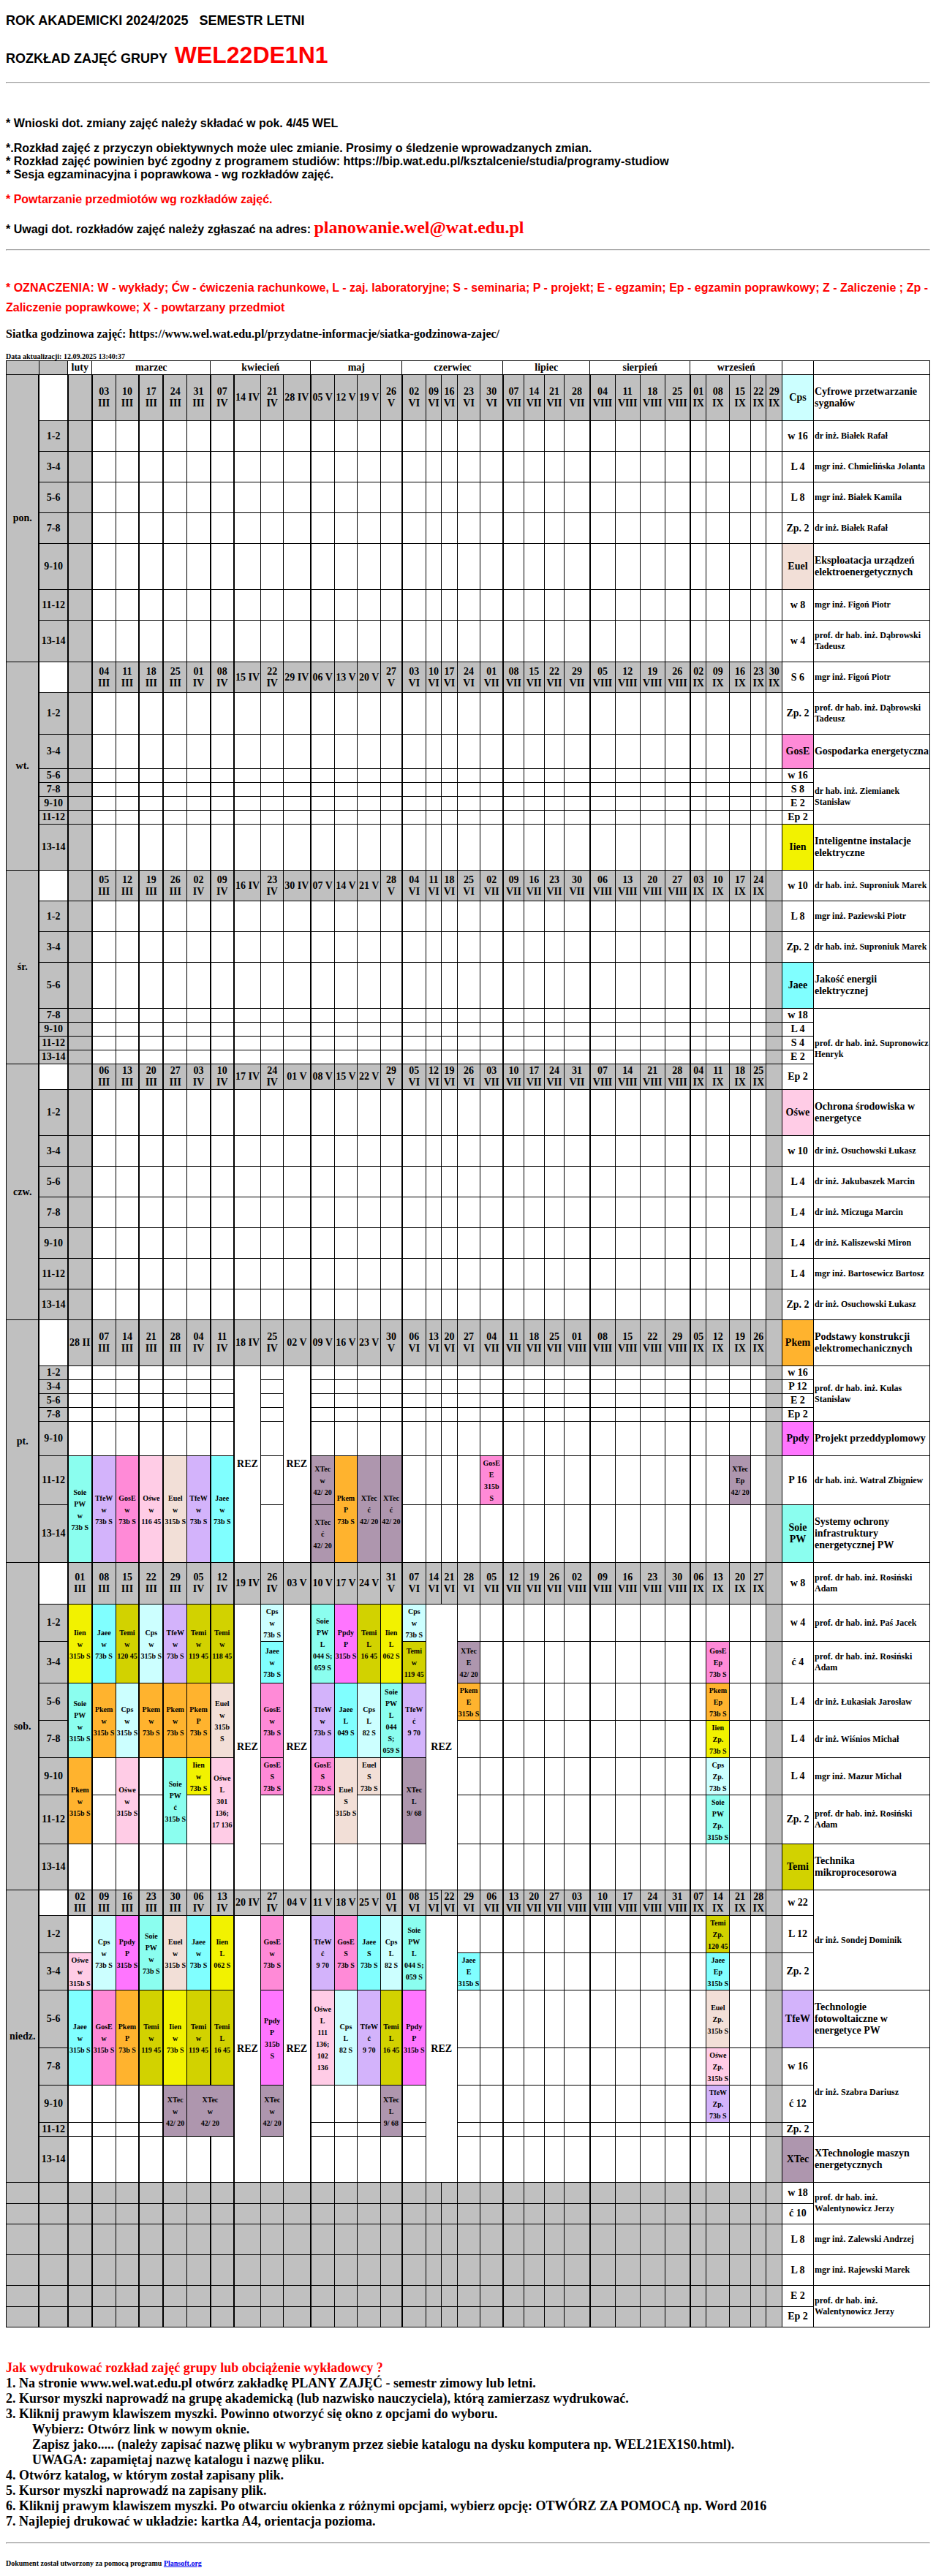 ROK AKADEMICKI 2024/2025 SEMESTR LETNI
ROZKŁAD ZAJĘĆ GRUPY WEL22DE1N1
* Wnioski dot. zmiany zajęć należy składać w pok. 4/45 WEL
*.Rozkład zajęć z przyczyn obiektywnych może ulec zmianie. Prosimy o śledzenie wprowadzanych zmian.
* Rozkład zajęć powinien być zgodny z programem studiów: https://bip.wat.edu.pl/ksztalcenie/studia/programy-studiow
* Sesja egzaminacyjna i poprawkowa - wg rozkładów zajęć.
* Powtarzanie przedmiotów wg rozkładów zajęć.
* Uwagi dot. rozkładów zajęć należy zgłaszać na adres: planowanie.wel@wat.edu.pl
* OZNACZENIA: W - wykłady; Ćw - ćwiczenia rachunkowe, L - zaj. laboratoryjne; S - seminaria; P - projekt; E - egzamin; Ep - egzamin poprawkowy; Z - Zaliczenie ; Zp -
Zaliczenie poprawkowe; X - powtarzany przedmiot
Siatka godzinowa zajęć: https://www.wel.wat.edu.pl/przydatne-informacje/siatka-godzinowa-zajec/
Data aktualizacji: 12.09.2025 13:40:37
luty marzec kwiecień maj czerwiec lipiec sierpień wrzesień
pon. 03 III 10 III 17 III 24 III 31 III 07 IV 14 IV 21 IV 28 IV 05 V 12 V 19 V 26 V 02 VI 09 VI 16 VI 23 VI 30 VI 07 VII 14 VII 21 VII 28 VII 04 VIII 11 VIII 18 VIII 25 VIII 01 IX 08 IX 15 IX 22 IX 29 IX Cps Cyfrowe przetwarzanie sygnałów
1-2 w 16 dr inż. Białek Rafał
3-4 L 4 mgr inż. Chmielińska Jolanta
5-6 L 8 mgr inż. Białek Kamila
7-8 Zp. 2 dr inż. Białek Rafał
9-10 Euel Eksploatacja urządzeń elektroenergetycznych
11-12 w 8 mgr inż. Figoń Piotr
13-14 w 4 prof. dr hab. inż. Dąbrowski Tadeusz
wt. 04 III 11 III 18 III 25 III 01 IV 08 IV 15 IV 22 IV 29 IV 06 V 13 V 20 V 27 V 03 VI 10 VI 17 VI 24 VI 01 VII 08 VII 15 VII 22 VII 29 VII 05 VIII 12 VIII 19 VIII 26 VIII 02 IX 09 IX 16 IX 23 IX 30 IX S 6 mgr inż. Figoń Piotr
1-2 Zp. 2 prof. dr hab. inż. Dąbrowski Tadeusz
3-4 GosE Gospodarka energetyczna
5-6 w 16 dr hab. inż. Ziemianek Stanisław
7-8 S 8
9-10 E 2
11-12 Ep 2
13-14 Iien Inteligentne instalacje elektryczne
śr. 05 III 12 III 19 III 26 III 02 IV 09 IV 16 IV 23 IV 30 IV 07 V 14 V 21 V 28 V 04 VI 11 VI 18 VI 25 VI 02 VII 09 VII 16 VII 23 VII 30 VII 06 VIII 13 VIII 20 VIII 27 VIII 03 IX 10 IX 17 IX 24 IX w 10 dr hab. inż. Suproniuk Marek
1-2 L 8 mgr inż. Paziewski Piotr
3-4 Zp. 2 dr hab. inż. Suproniuk Marek
5-6 Jaee Jakość energii elektrycznej
7-8 w 18 prof. dr hab. inż. Supronowicz Henryk
9-10 L 4
11-12 S 4
13-14 E 2
czw. 06 III 13 III 20 III 27 III 03 IV 10 IV 17 IV 24 IV 01 V 08 V 15 V 22 V 29 V 05 VI 12 VI 19 VI 26 VI 03 VII 10 VII 17 VII 24 VII 31 VII 07 VIII 14 VIII 21 VIII 28 VIII 04 IX 11 IX 18 IX 25 IX Ep 2
1-2 Oświe Ochrona środowiska w energetyce
3-4 w 10 dr inż. Osuchowski Łukasz
5-6 L 4 dr inż. Jakubaszek Marcin
7-8 L 4 dr inż. Miczuga Marcin
9-10 L 4 dr inż. Kaliszewski Miron
11-12 L 4 mgr inż. Bartosewicz Bartosz
13-14 Zp. 2 dr inż. Osuchowski Łukasz
pt. 28 II 07 III 14 III 21 III 28 III 04 IV 11 IV 18 IV 25 IV 02 V 09 V 16 V 23 V 30 V 06 VI 13 VI 20 VI 27 VI 04 VII 11 VII 18 VII 25 VII 01 VIII 08 VIII 15 VIII 22 VIII 29 VIII 05 IX 12 IX 19 IX 26 IX Pkem Podstawy konstrukcji elektromechanicznych
1-2 REZ REZ w 16 prof. dr hab. inż. Kulas Stanisław
3-4 P 12
5-6 E 2
7-8 Ep 2
9-10 Ppdy Projekt przeddyplomowy
11-12 Soie PW w 73b S TfeW w 73b S GosE w 73b S Oświe w 116 45 Euel w 315b S TfeW w 73b S Jaee w 73b S XTec w 42/ 20 Pkem P 73b S XTec ć 42/ 20 XTec ć 42/ 20 GosE E 315b S XTec Ep 42/ 20 P 16 dr hab. inż. Watral Zbigniew
13-14 XTec ć 42/ 20 Soie PW Systemy ochrony infrastruktury energetycznej PW
sob. 01 III 08 III 15 III 22 III 29 III 05 IV 12 IV 19 IV 26 IV 03 V 10 V 17 V 24 V 31 V 07 VI 14 VI 21 VI 28 VI 05 VII 12 VII 19 VII 26 VII 02 VIII 09 VIII 16 VIII 23 VIII 30 VIII 06 IX 13 IX 20 IX 27 IX w 8 prof. dr hab. inż. Rosiński Adam
1-2 Iien w 315b S Jaee w 73b S Temi w 120 45 Cps w 315b S TfeW w 73b S Temi w 119 45 Temi w 118 45 REZ Cps w 73b S REZ Soie PW L 044 S; 059 S Ppdy P 315b S Temi L 16 45 Iien L 062 S Cps w 73b S REZ w 4 prof. dr hab. inż. Paś Jacek
3-4 Jaee w 73b S Temi w 119 45 XTec E 42/ 20 GosE Ep 73b S ć 4 prof. dr hab. inż. Rosiński Adam
5-6 Soie PW w 315b S Pkem w 315b S Cps w 315b S Pkem w 73b S Pkem w 73b S Pkem P 73b S Euel w 315b S GosE w 73b S TfeW w 73b S Jaee L 049 S Cps L 82 S Soie PW L 044 S; 059 S TfeW ć 9 70 Pkem E 315b S Pkem Ep 73b S L 4 dr inż. Łukasiak Jarosław
7-8 Iien Zp. 73b S L 4 dr inż. Wiśnios Michał
9-10 Pkem w 315b S Oświe w 315b S Soie PW ć 315b S Iien w 73b S Oświe L 301 136; 17 136 GosE S 73b S GosE S 73b S Euel S 315b S Euel S 73b S XTec L 9/ 68 Cps Zp. 73b S L 4 mgr inż. Mazur Michał
11-12 Soie PW Zp. 315b S Zp. 2 prof. dr hab. inż. Rosiński Adam
13-14 Temi Technika mikroprocesorowa
niedz. 02 III 09 III 16 III 23 III 30 III 06 IV 13 IV 20 IV 27 IV 04 V 11 V 18 V 25 V 01 VI 08 VI 15 VI 22 VI 29 VI 06 VII 13 VII 20 VII 27 VII 03 VIII 10 VIII 17 VIII 24 VIII 31 VIII 07 IX 14 IX 21 IX 28 IX w 22 dr inż. Sondej Dominik
1-2 Cps w 73b S Ppdy P 315b S Soie PW w 73b S Euel w 315b S Jaee w 73b S Iien L 062 S REZ GosE w 73b S REZ TfeW ć 9 70 GosE S 73b S Jaee S 73b S Cps L 82 S Soie PW L 044 S; 059 S REZ Temi Zp. 120 45 L 12
3-4 Oświe w 315b S Jaee E 315b S Jaee Ep 315b S Zp. 2
5-6 Jaee w 315b S GosE w 315b S Pkem P 73b S Temi w 119 45 Iien w 73b S Temi w 119 45 Temi L 16 45 Ppdy P 315b S Oświe L 111 136; 102 136 Cps L 82 S TfeW ć 9 70 Temi L 16 45 Ppdy P 315b S Euel Zp. 315b S TfeW Technologie fotowoltaiczne w energetyce PW
7-8 Oświe Zp. 315b S w 16 dr inż. Szabra Dariusz
9-10 XTec w 42/ 20 XTec w 42/ 20 XTec w 42/ 20 XTec L 9/ 68 TfeW Zp. 73b S ć 12
11-12 Zp. 2
13-14 XTec XTechnologie maszyn energetycznych
w 18 prof. dr hab. inż. Walentynowicz Jerzy
ć 10
L 8 mgr inż. Zalewski Andrzej
L 8 mgr inż. Rajewski Marek
E 2 prof. dr hab. inż. Walentynowicz Jerzy
Ep 2
Jak wydrukować rozkład zajęć grupy lub obciążenie wykładowcy ?
1. Na stronie www.wel.wat.edu.pl otwórz zakładkę PLANY ZAJĘĆ - semestr zimowy lub letni.
2. Kursor myszki naprowadź na grupę akademicką (lub nazwisko nauczyciela), którą zamierzasz wydrukować.
3. Kliknij prawym klawiszem myszki. Powinno otworzyć się okno z opcjami do wyboru.
Wybierz: Otwórz link w nowym oknie.
Zapisz jako..... (należy zapisać nazwę pliku w wybranym przez siebie katalogu na dysku komputera np. WEL21EX1S0.html).
UWAGA: zapamiętaj nazwę katalogu i nazwę pliku.
4. Otwórz katalog, w którym został zapisany plik.
5. Kursor myszki naprowadź na zapisany plik.
6. Kliknij prawym klawiszem myszki. Po otwarciu okienka z różnymi opcjami, wybierz opcję: OTWÓRZ ZA POMOCĄ np. Word 2016
7. Najlepiej drukować w układzie: kartka A4, orientacja pozioma.
Dokument został utworzony za pomocą programu Plansoft.org